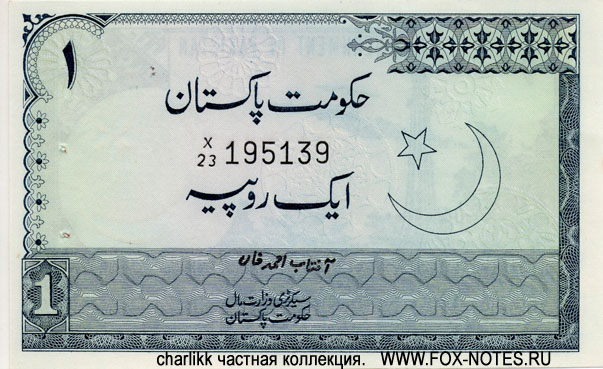 ۱
حکومت پاکستان
X/23 195139
ایک روپیہ
آفتاب احمد خان
سیکرٹری وزارت مال
حکومت پاکستان
1
charlikk частная коллекция. WWW.FOX-NOTES.RU